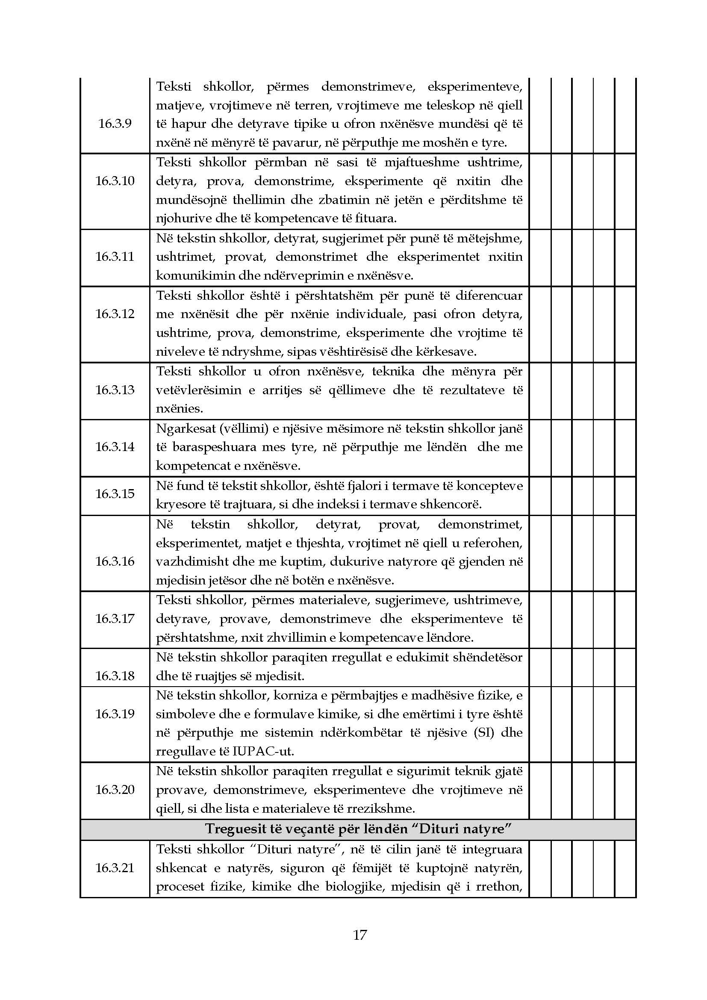 Teksti shkollor, përmes demonstrimeve, eksperimenteve,
matjeve, vrojtimeve në terren, vrojtimeve me teleskop në qiell
16.3.9 të hapur dhe detyrave tipike u ofron nxënësve mundësi që të
nxënë në mënyrë të pavarur, në përputhje me moshën e tyre.
Teksti shkollor përmban në sasi të mjaftueshme ushtrime,
16.3.10 detyra, prova, demonstrime, eksperimente që nxitin dhe
mundësojnë thellimin dhe zbatimin në jetën e përditshme të
njohurive dhe të kompetencave të fituara.
Në tekstin shkollor, detyrat, sugjerimet për punë të mëtejshme,
16.3.11 ushtrimet, provat, demonstrimet dhe eksperimentet nxitin
komunikimin dhe ndërveprimin e nxënësve.
Teksti shkollor është i përshtatshëm për punë të diferencuar
16.3.12 me nxënësit dhe për nxënie individuale, pasi ofron detyra,
ushtrime, prova, demonstrime, eksperimente dhe vrojtime të
niveleve të ndryshme, sipas vështirësisë dhe kërkesave.
Teksti shkollor u ofron nxënësve, teknika dhe mënyra për
16.3.13 vetëvlerësimin e arritjes së qëllimeve dhe të rezultateve të
nxënies.
Ngarkesat (vëllimi) e njësive mësimore në tekstin shkollor janë
16.3.14 të baraspeshuara mes tyre, në përputhje me lëndën dhe me
kompetencat e nxënësve.
16.3.15 Në fund të tekstit shkollor, është fjalori i termave të koncepteve
kryesore të trajtuara, si dhe indeksi i termave shkencorë.
Në tekstin shkollor, detyrat, provat, demonstrimet,
eksperimentet, matjet e thjeshta, vrojtimet në qiell u referohen,
16.3.16 vazhdimisht dhe me kuptim, dukurive natyrore që gjenden në
mjedisin jetësor dhe në botën e nxënësve.
Teksti shkollor, përmes materialeve, sugjerimeve, ushtrimeve,
16.3.17 detyrave, provave, demonstrimeve dhe eksperimenteve të
përshtatshme, nxit zhvillimin e kompetencave lëndore.
Në tekstin shkollor paraqiten rregullat e edukimit shëndetësor
16.3.18 dhe të ruajtjes së mjedisit.
Në tekstin shkollor, korniza e përmbajtjes e madhësive fizike, e
16.3.19 simboleve dhe e formulave kimike, si dhe emërtimi i tyre është
në përputhje me sistemin ndërkombëtar të njësive (SI) dhe
rregullave të IUPAC-ut.
Në tekstin shkollor paraqiten rregullat e sigurimit teknik gjatë
16.3.20 provave, demonstrimeve, eksperimenteve dhe vrojtimeve në
qiell, si dhe lista e materialeve të rrezikshme.
Treguesit të veçantë për lëndën “Dituri natyre”
Teksti shkollor “Dituri natyre”, në të cilin janë të integruara
16.3.21 shkencat e natyrës, siguron që fëmijët të kuptojnë natyrën,
proceset fizike, kimike dhe biologjike, mjedisin që i rrethon,
17